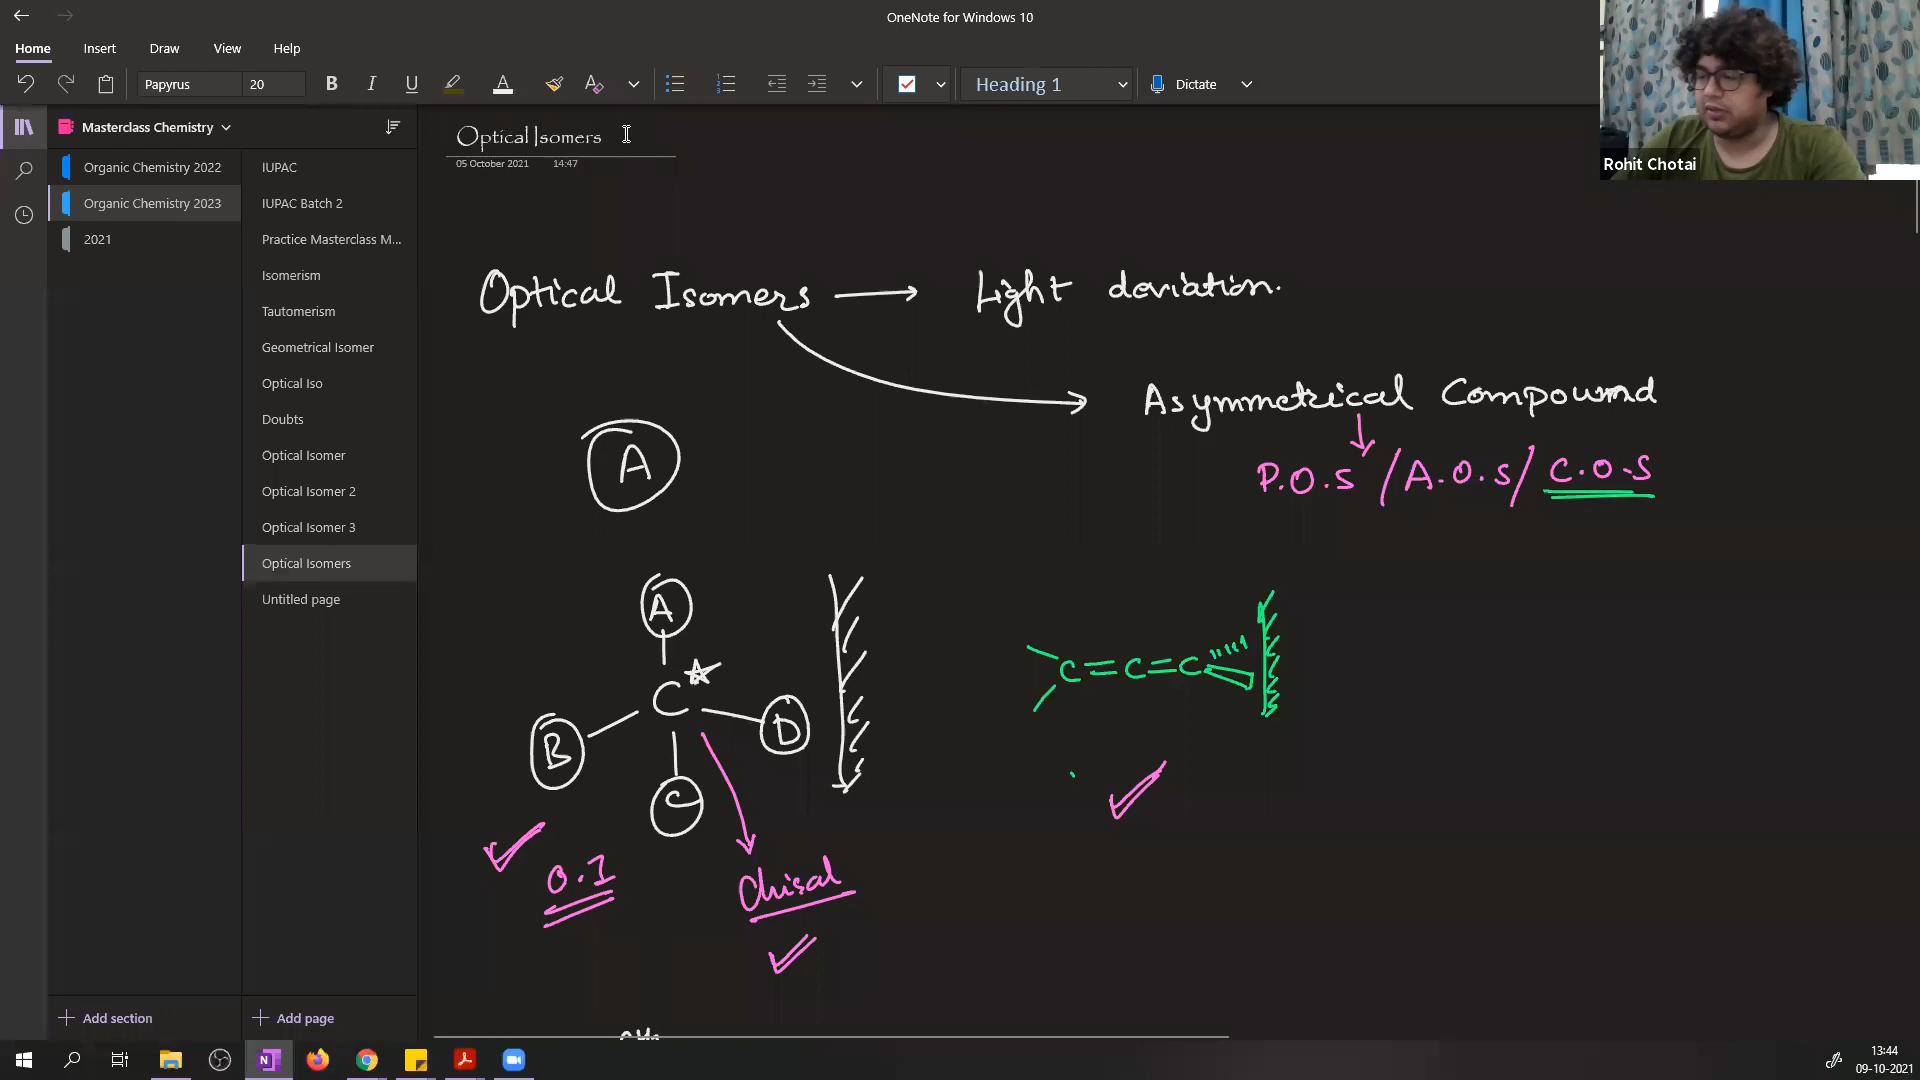 OneNote for Windows 10
Home Insert Draw View Help
Papyrus 20 B I U A Heading 1 Dictate
Rohit Chotai
Masterclass Chemistry
Organic Chemistry 2022
Organic Chemistry 2023
2021
IUPAC
IUPAC Batch 2
Practice Masterclass M...
Isomerism
Tautomerism
Geometrical Isomer
Optical Iso
Doubts
Optical Isomer
Optical Isomer 2
Optical Isomer 3
Optical Isomers
Untitled page
Add section
Add page
Optical Isomers
05 October 2021 14:47
Optical Isomers → Light deviation.
Asymmetrical Compound
P.O.S / A.O.S / C.O.S
A
A
C
B
D
C
O.I
Chiral
C=C=C
N
13:44
09-10-2021